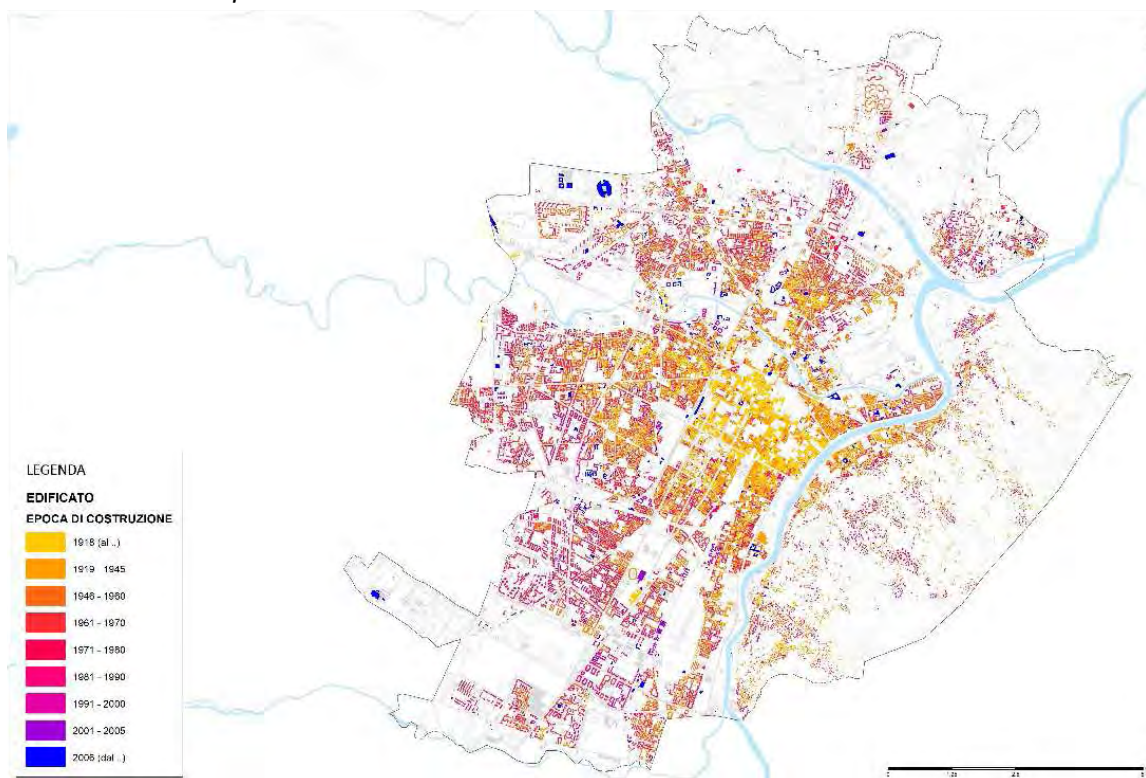 LEGENDA
EDIFICATO
EPOCA DI COSTRUZIONE
1918 (al ..)
1919 - 1945
1946 - 1960
1961 - 1970
1971 - 1980
1981 - 1990
1991 - 2000
2001 - 2005
2006 (dal ..)
0